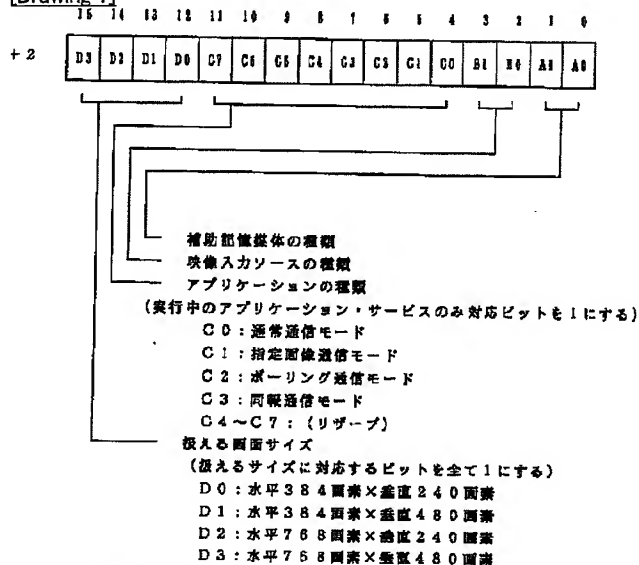 [Drawing 7]
15 14 13 12 11 10 9 8 7 6 5 4 3 2 1 0
+2 D3 D2 D1 D0 C7 C6 C5 C4 C3 C2 C1 C0 B1 B0 A1 A0
補助記憶媒体の種類
映像入力ソースの種類
アプリケーションの種類
(実行中のアプリケーション・サービスのみ対応ビットを1にする)
C0:通常通信モード
C1:指定画像通信モード
C2:ポーリング通信モード
C3:同報通信モード
C4~C7:(リザーブ)
扱える画面サイズ
(扱えるサイズに対応するビットを全て1にする)
D0:水平384画素×垂直240画素
D1:水平384画素×垂直480画素
D2:水平768画素×垂直240画素
D3:水平768画素×垂直480画素